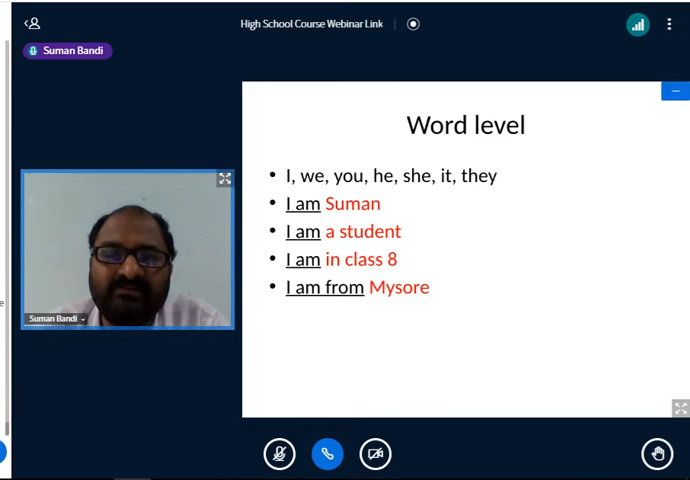 High School Course Webinar Link
Suman Bandi
Word level
• I, we, you, he, she, it, they
• I am Suman
• I am a student
• I am in class 8
• I am from Mysore
Suman Bandi
e